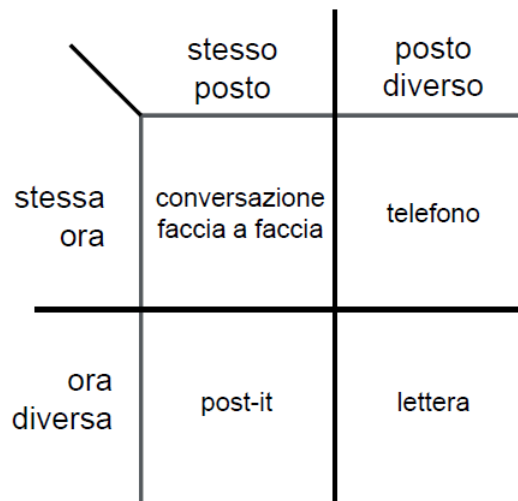 stesso
posto
posto
diverso
stessa
ora
conversazione
faccia a faccia
telefono
ora
diversa
post-it
lettera